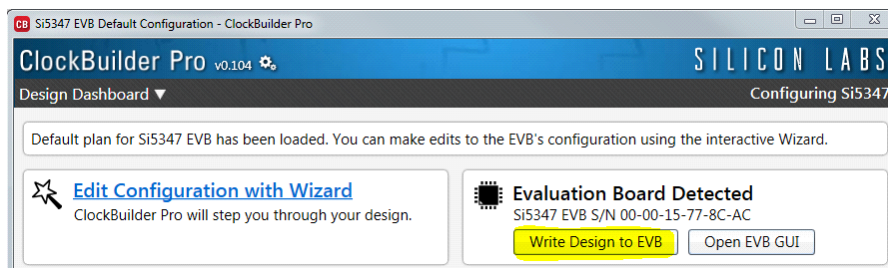 CB Si5347 EVB Default Configuration - ClockBuilder Pro
ClockBuilder Pro v0.104
SILICON LABS
Design Dashboard ▼
Configuring Si5347
Default plan for Si5347 EVB has been loaded. You can make edits to the EVB's configuration using the interactive Wizard.
Edit Configuration with Wizard
ClockBuilder Pro will step you through your design.
Evaluation Board Detected
Si5347 EVB S/N 00-00-15-77-8C-AC
Write Design to EVB
Open EVB GUI